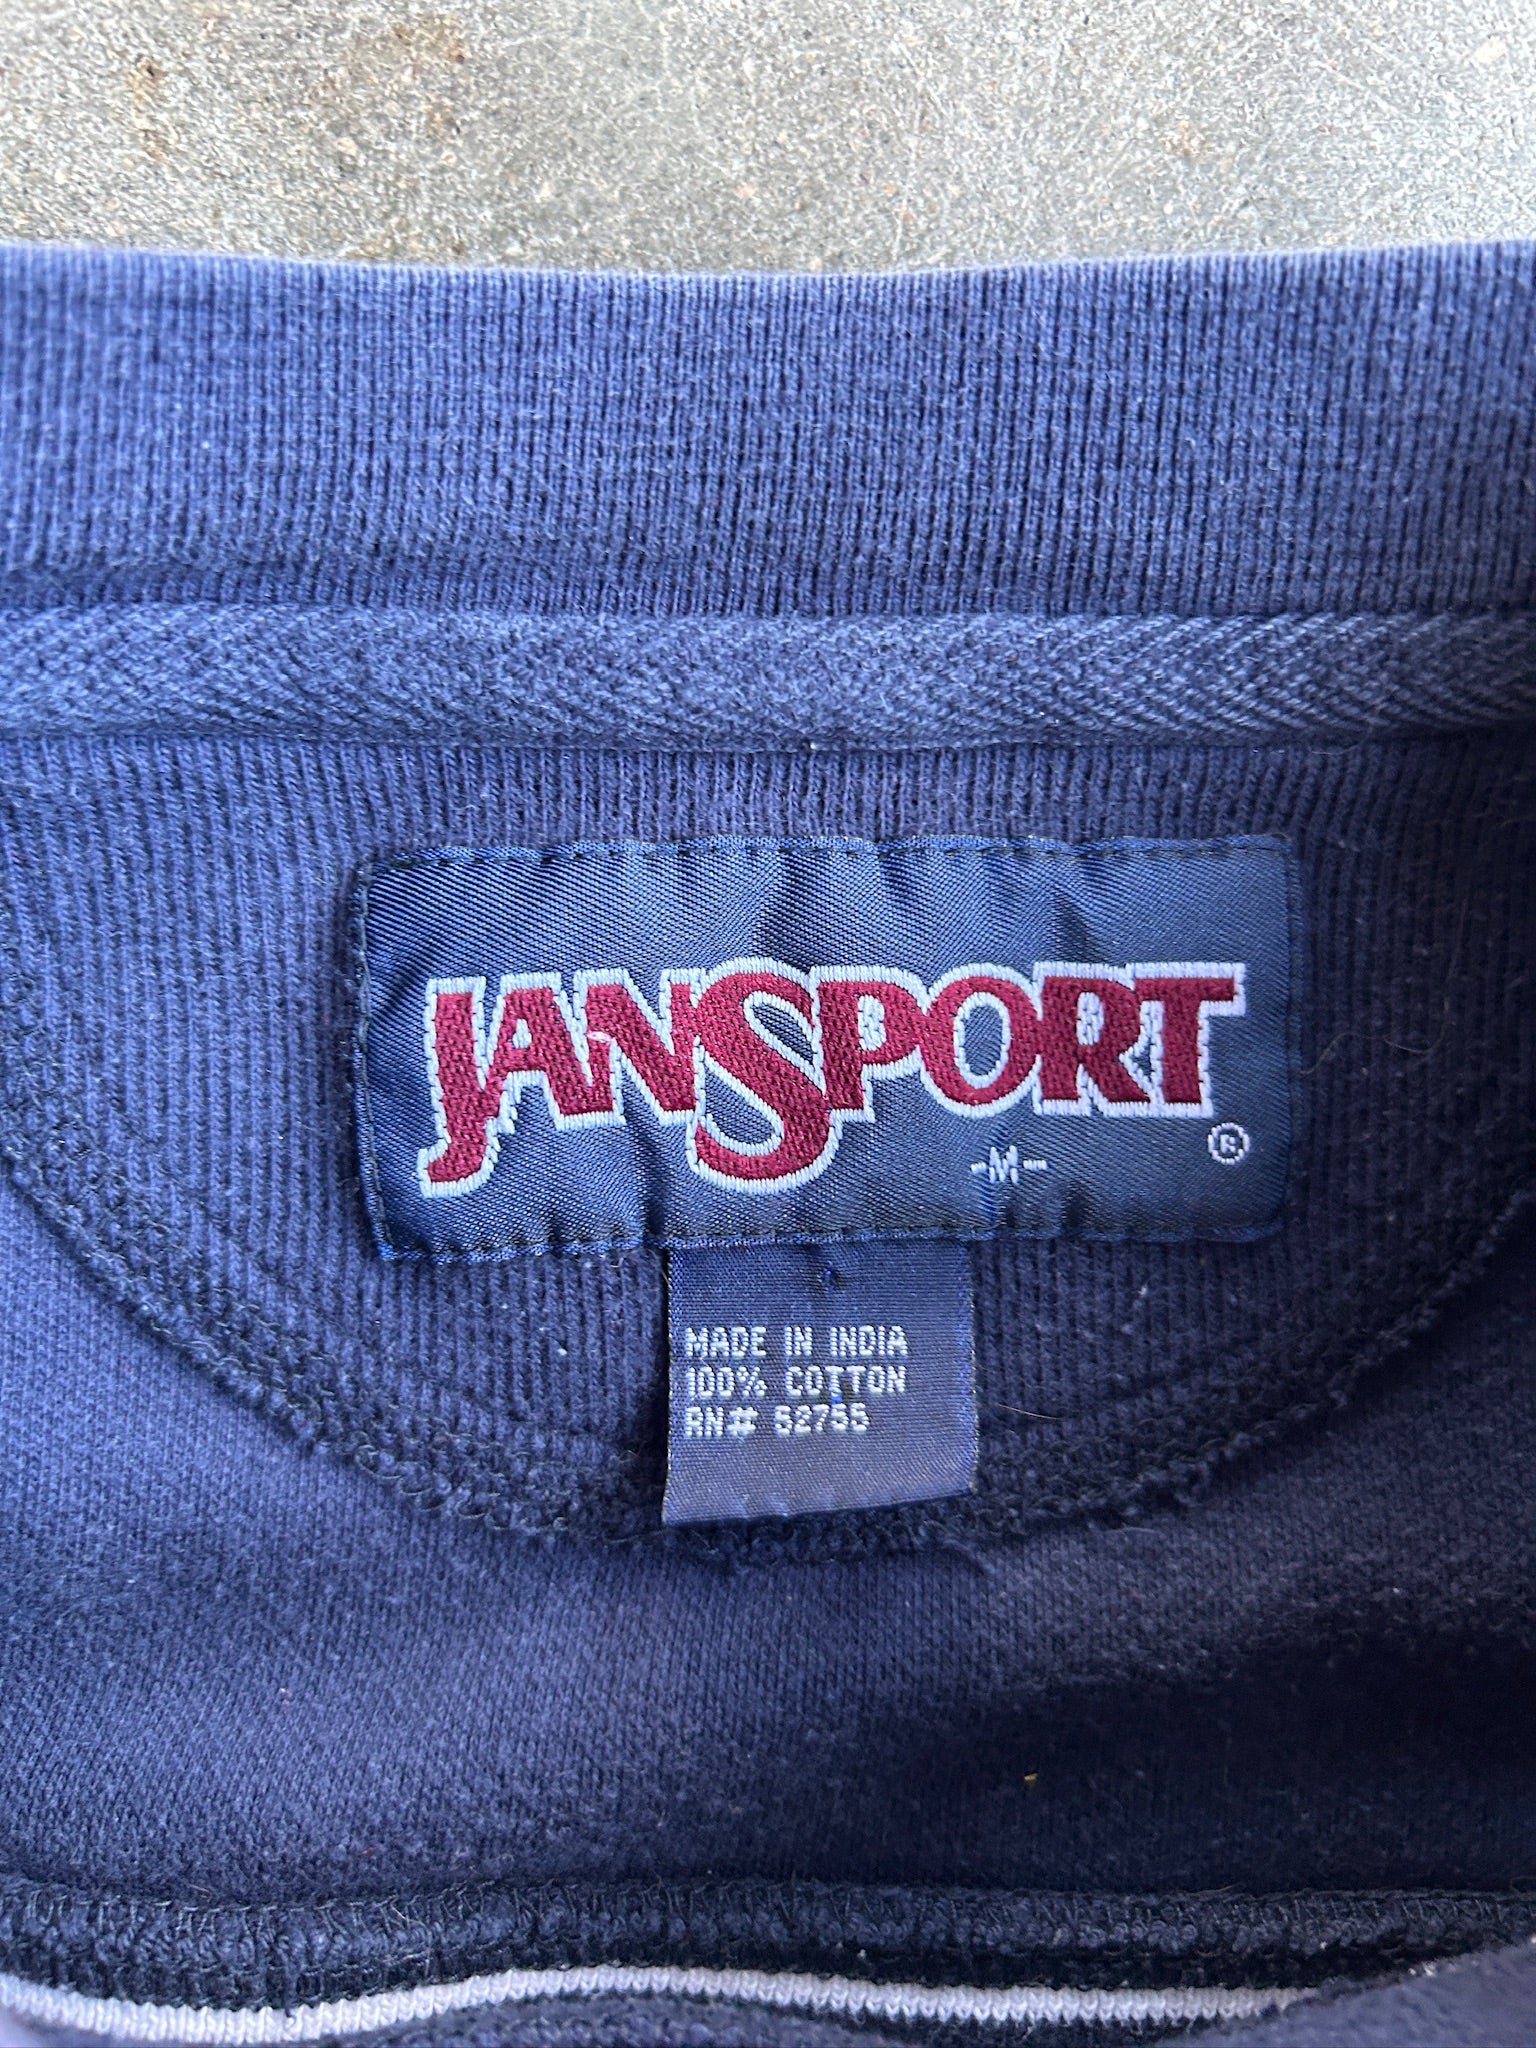 JANSPORT
-M- ®
MADE IN INDIA
100% COTTON
RN# 52755